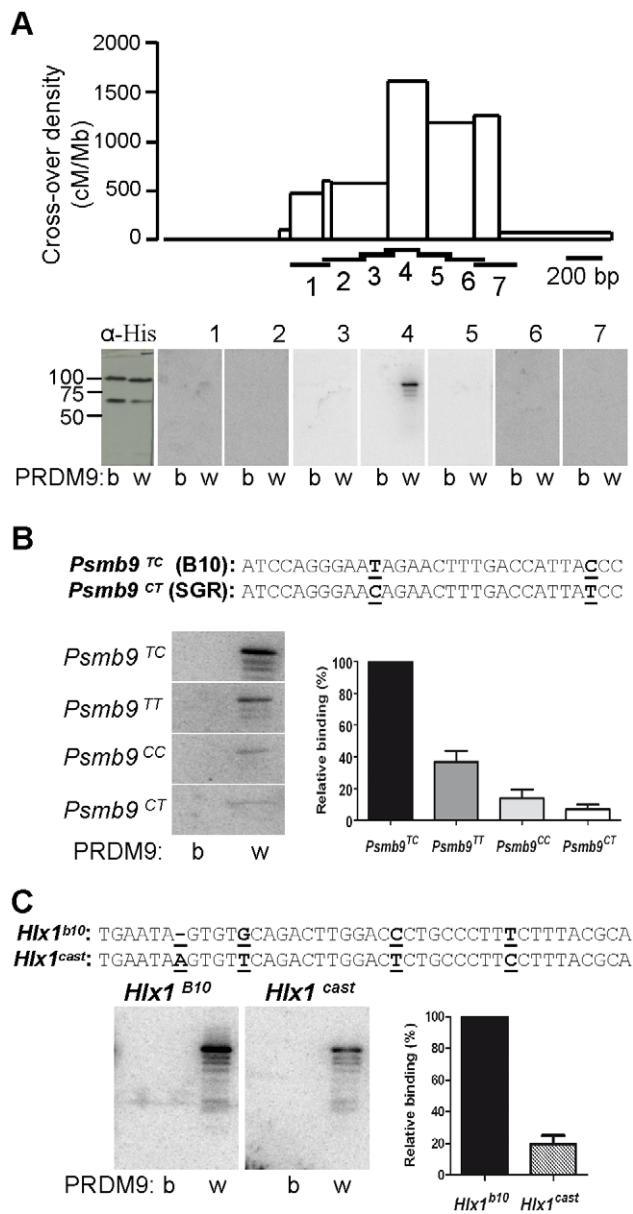 A
Cross-over density
(cM/Mb)
2000
1500
1000
500
0
1 2 3 4 5 6 7
200 bp
α-His 1 2 3 4 5 6 7
100
75
50
PRDM9: b w b w b w b w b w b w b w b w
B
Psmb9 TC (B10): ATCCAGGGAATAGAACTTTGACCATTACCC
Psmb9 CT (SGR): ATCCAGGGAACAGAACTTTGACCATTATCC
Psmb9 TC
Psmb9 TT
Psmb9 CC
Psmb9 CT
PRDM9: b w
Relative binding (%)
100
80
60
40
20
0
Psmb9TC Psmb9TT Psmb9CC Psmb9CT
C
Hlx1b10: TGAATA-GTGTGCAGACTTGGACCCTGCCCTTTCTTTACGCA
Hlx1cast: TGAATAAGTGTTCAGACTTGGACTCTGCCCTTCCTTTACGCA
Hlx1 B10 Hlx1 cast
PRDM9: b w b w
Relative binding (%)
100
80
60
40
20
0
Hlx1b10 Hlx1cast